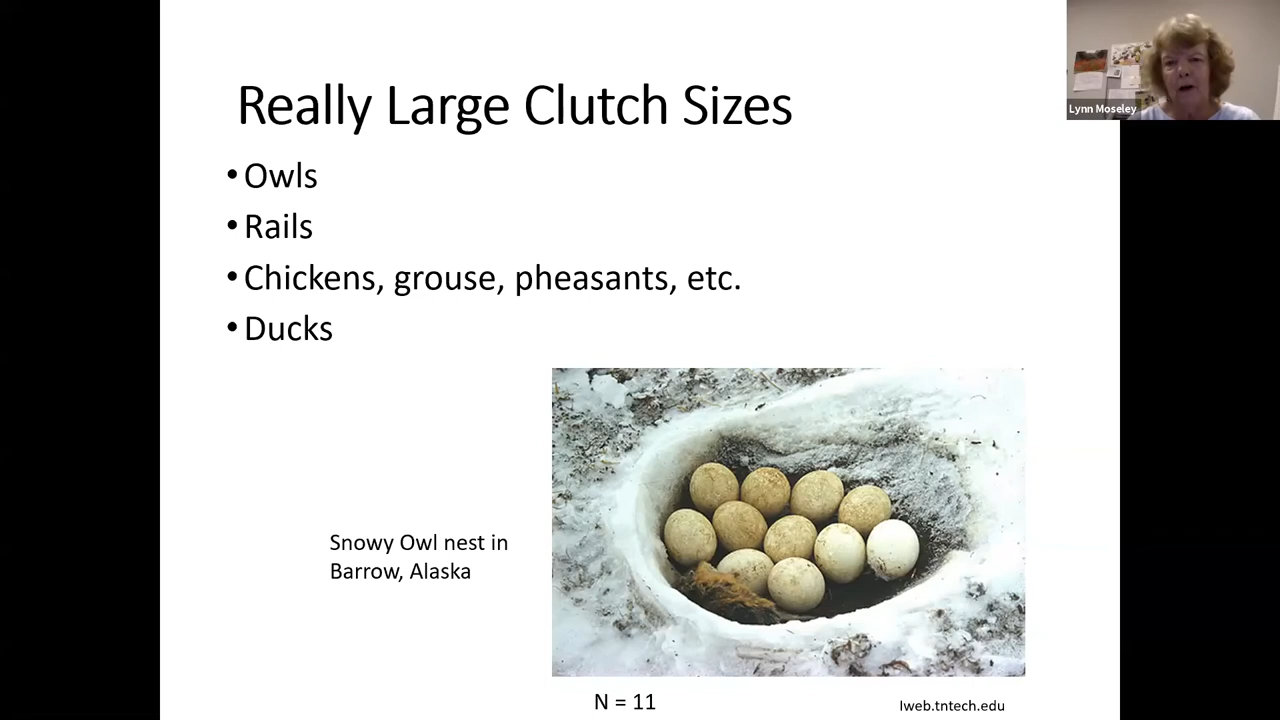 Really Large Clutch Sizes
Lynn Moseley
• Owls
• Rails
• Chickens, grouse, pheasants, etc.
• Ducks
Snowy Owl nest in
Barrow, Alaska
N = 11
lweb.tntech.edu